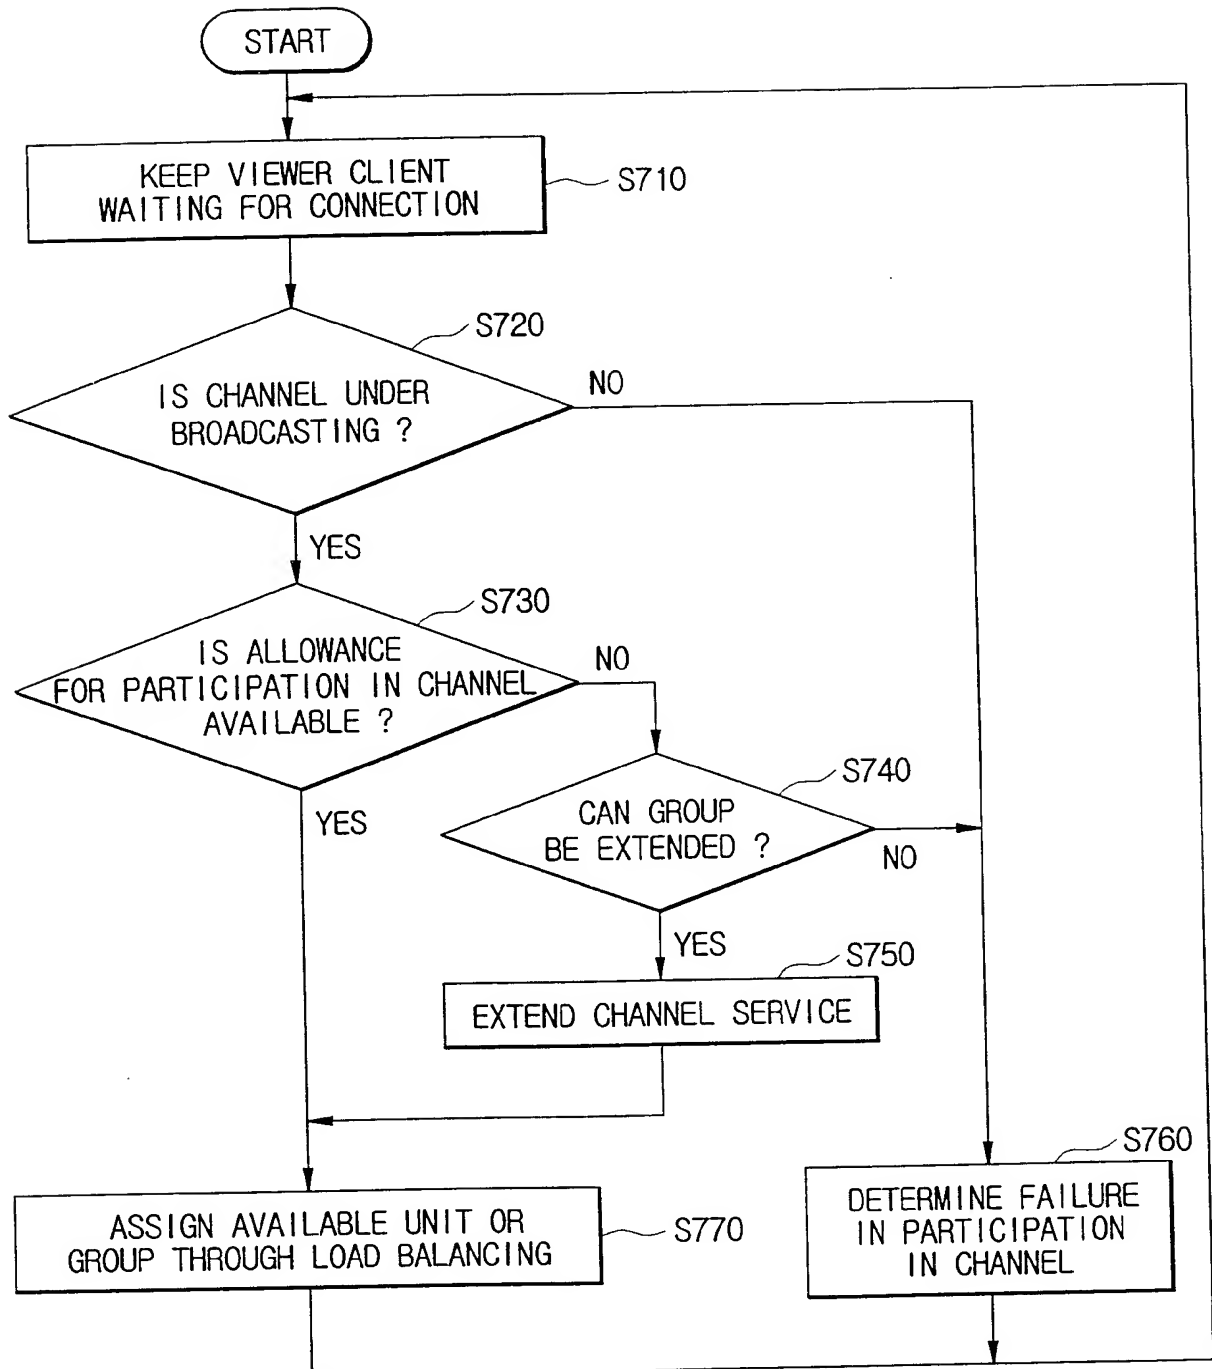 START
KEEP VIEWER CLIENT
WAITING FOR CONNECTION
S710
S720
IS CHANNEL UNDER
BROADCASTING ?
NO
YES
S730
IS ALLOWANCE
FOR PARTICIPATION IN CHANNEL
AVAILABLE ?
NO
YES
S740
CAN GROUP
BE EXTENDED ?
NO
YES
S750
EXTEND CHANNEL SERVICE
S760
DETERMINE FAILURE
IN PARTICIPATION
IN CHANNEL
ASSIGN AVAILABLE UNIT OR
GROUP THROUGH LOAD BALANCING
S770